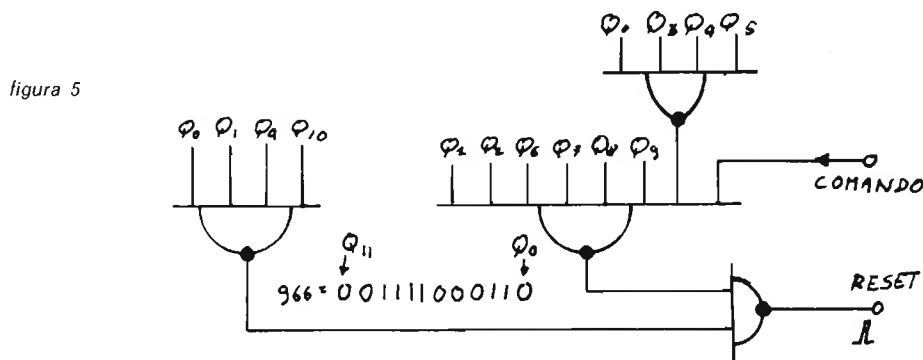 Q₀ Q₃ Q₄ Q₅
figura 5
Q₀ Q₁ Q₉ Q₁₀
Q₁ Q₂ Q₆ Q₇ Q₈ Q₉
COMANDO
Q₁₁ Q₀
966 = 001111000110
RESET